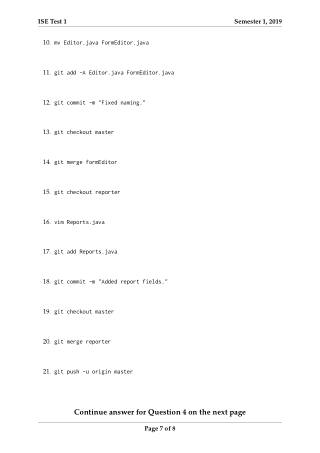 ISE Test 1 Semester 1, 2019
10. mv Editor.java FormEditor.java
11. git add -A Editor.java FormEditor.java
12. git commit -m "Fixed naming."
13. git checkout master
14. git merge formEditor
15. git checkout reporter
16. vim Reports.java
17. git add Reports.java
18. git commit -m "Added report fields."
19. git checkout master
20. git merge reporter
21. git push -u origin master
Continue answer for Question 4 on the next page
Page 7 of 8